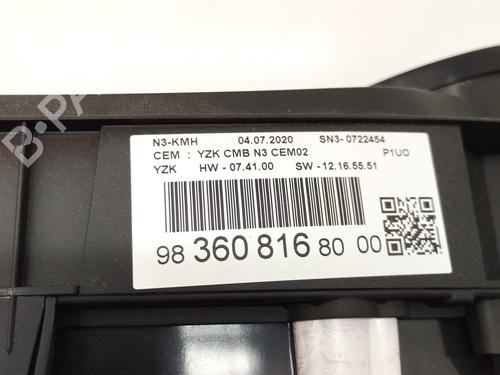 N3-KMH 04.07.2020 SN3- 0722454
CEM : YZK CMB N3 CEM02 P1UO
YZK HW - 07.41.00 SW - 12.16.55.51
98 360 816 80 00